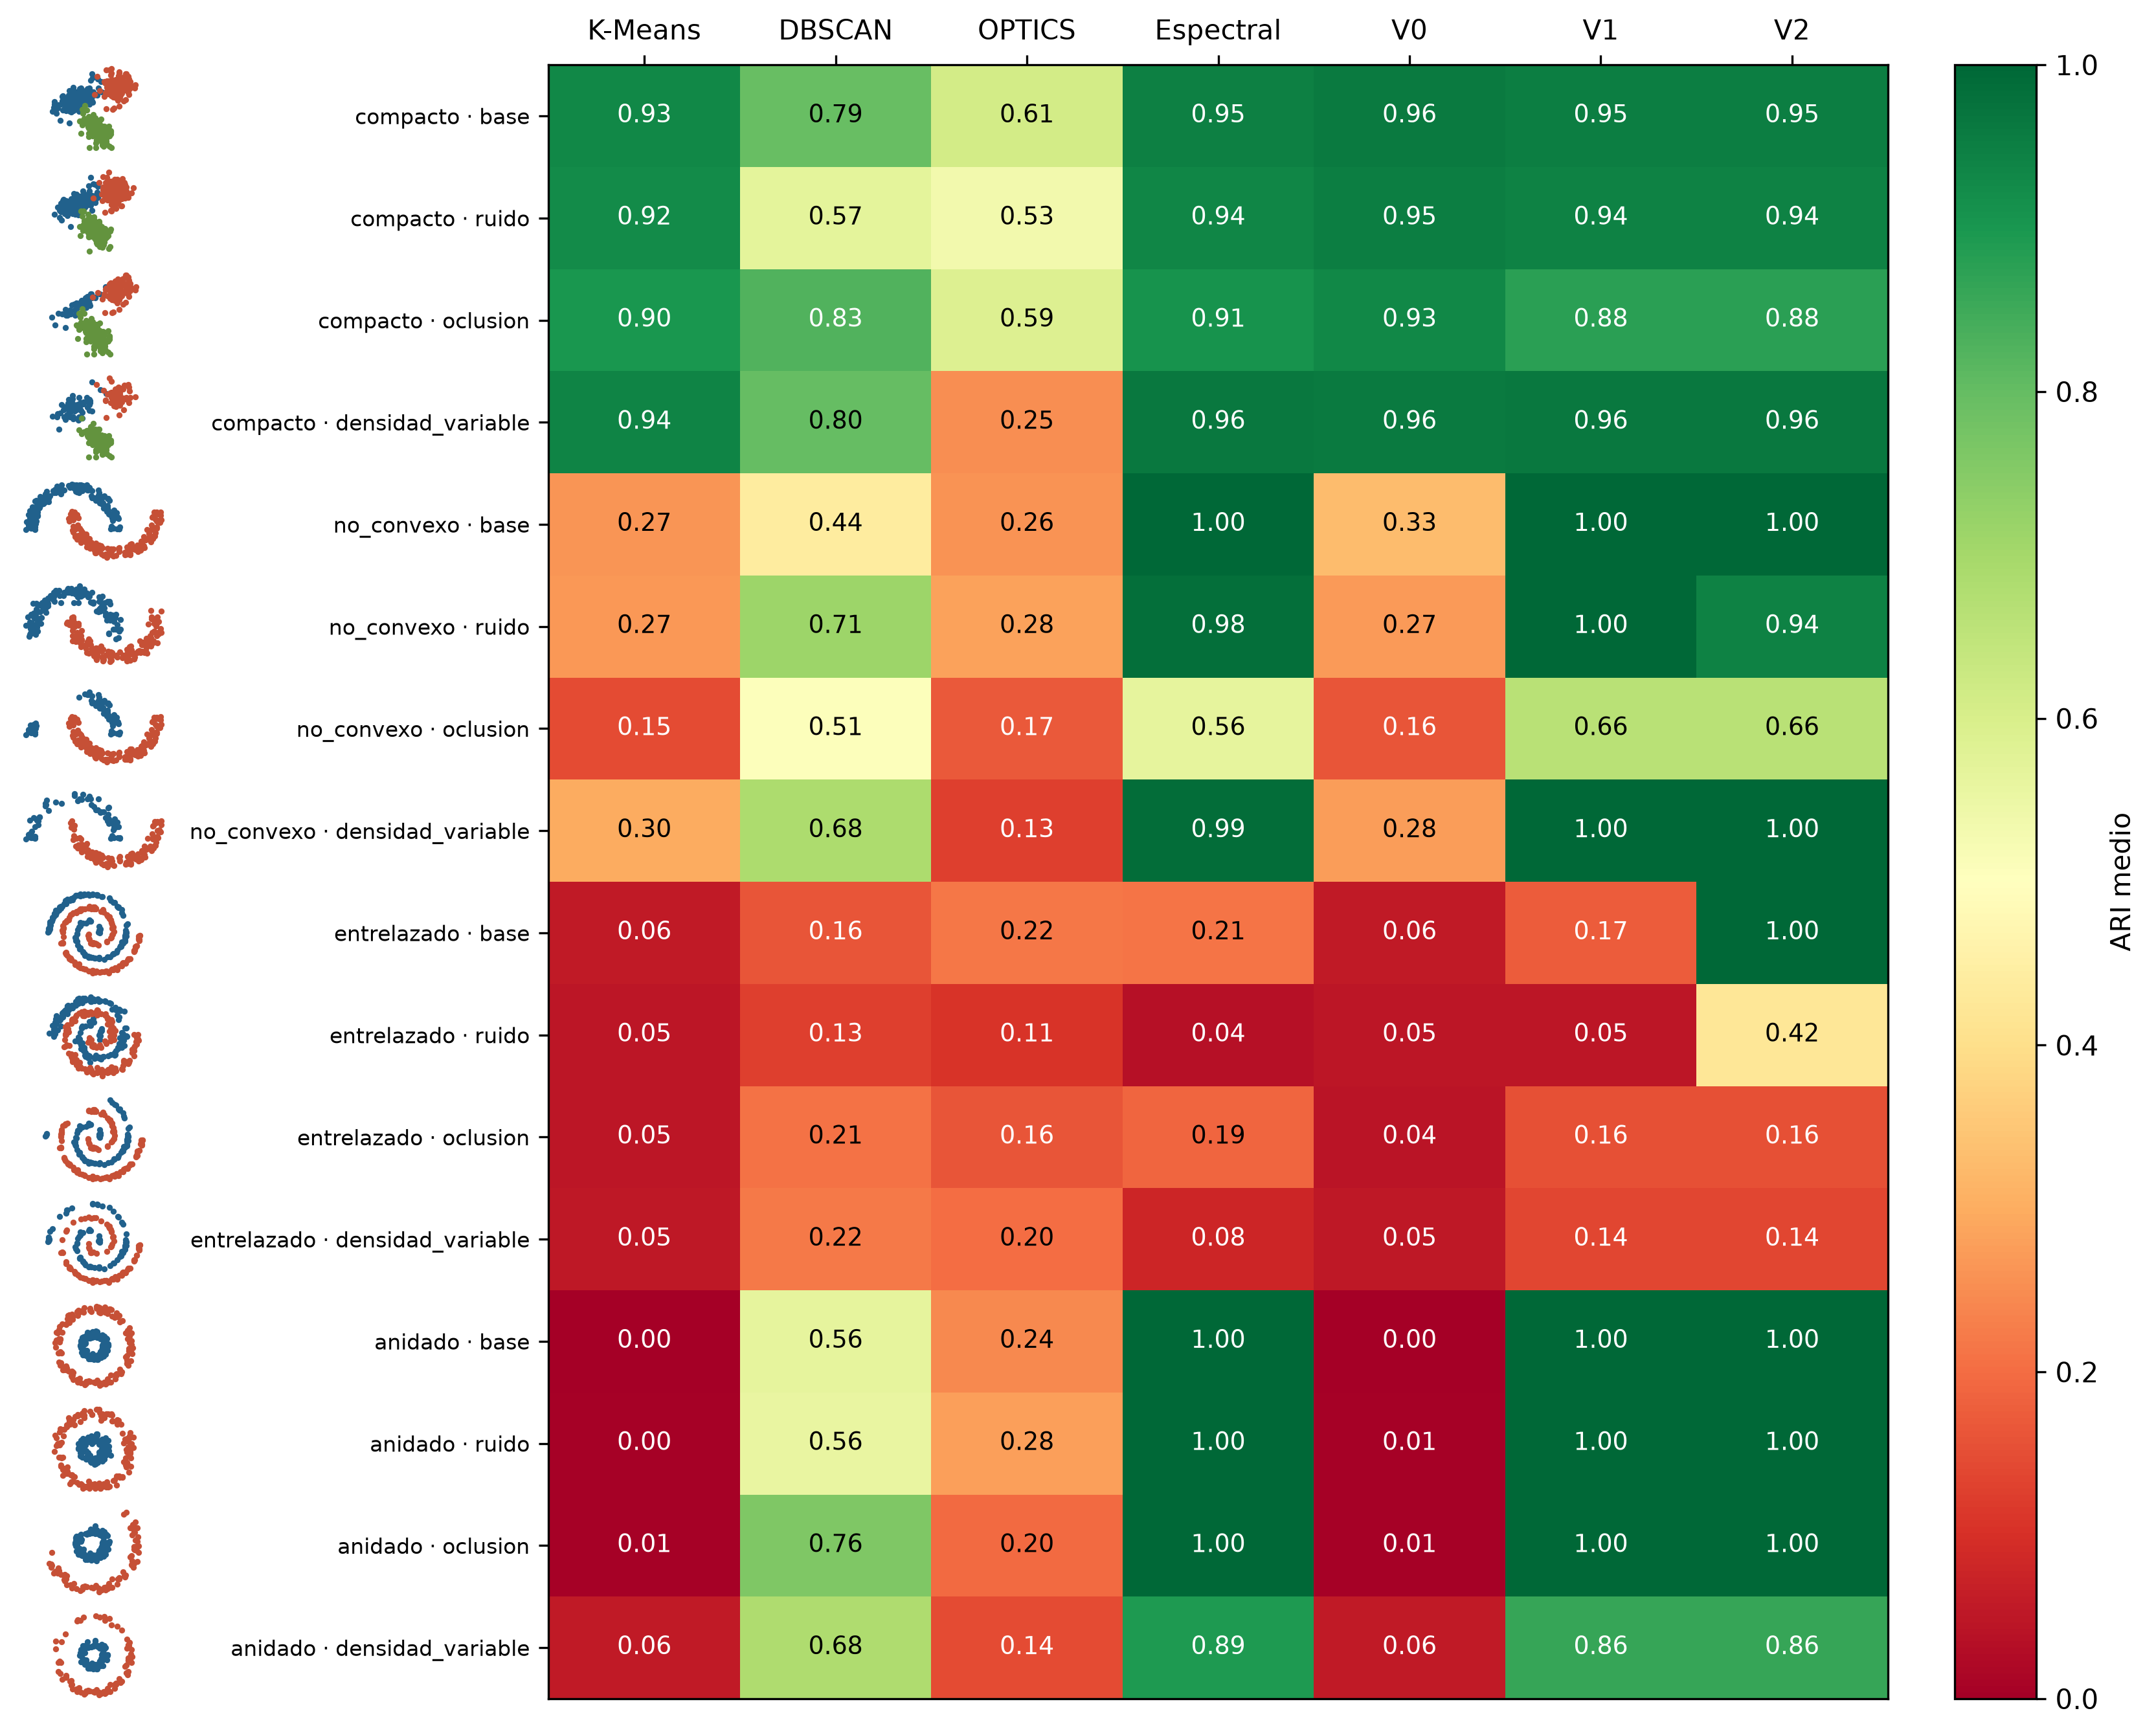 K-Means DBSCAN OPTICS Espectral V0 V1 V2
compacto · base 0.93 0.79 0.61 0.95 0.96 0.95 0.95
compacto · ruido 0.92 0.57 0.53 0.94 0.95 0.94 0.94
compacto · oclusion 0.90 0.83 0.59 0.91 0.93 0.88 0.88
compacto · densidad_variable 0.94 0.80 0.25 0.96 0.96 0.96 0.96
no_convexo · base 0.27 0.44 0.26 1.00 0.33 1.00 1.00
no_convexo · ruido 0.27 0.71 0.28 0.98 0.27 1.00 0.94
no_convexo · oclusion 0.15 0.51 0.17 0.56 0.16 0.66 0.66
no_convexo · densidad_variable 0.30 0.68 0.13 0.99 0.28 1.00 1.00
entrelazado · base 0.06 0.16 0.22 0.21 0.06 0.17 1.00
entrelazado · ruido 0.05 0.13 0.11 0.04 0.05 0.05 0.42
entrelazado · oclusion 0.05 0.21 0.16 0.19 0.04 0.16 0.16
entrelazado · densidad_variable 0.05 0.22 0.20 0.08 0.05 0.14 0.14
anidado · base 0.00 0.56 0.24 1.00 0.00 1.00 1.00
anidado · ruido 0.00 0.56 0.28 1.00 0.01 1.00 1.00
anidado · oclusion 0.01 0.76 0.20 1.00 0.01 1.00 1.00
anidado · densidad_variable 0.06 0.68 0.14 0.89 0.06 0.86 0.86
1.0
0.8
0.6
0.4
0.2
0.0
ARI medio